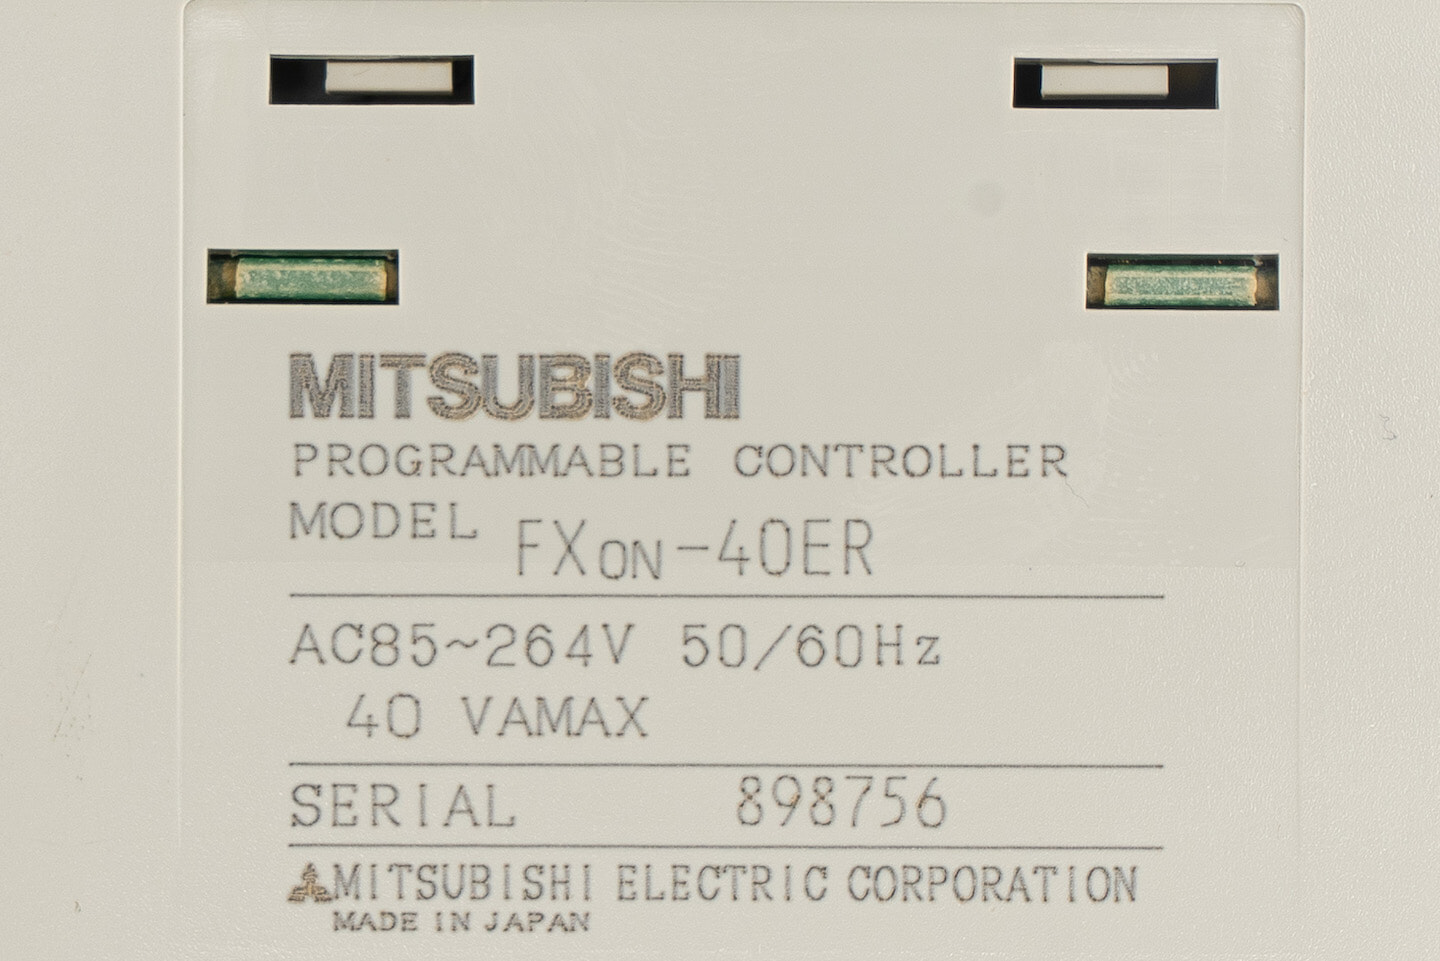 MITSUBISHI
PROGRAMMABLE CONTROLLER
MODEL FX0N-40ER
AC85~264V 50/60Hz
40 VAMAX
SERIAL 898756
MITSUBISHI ELECTRIC CORPORATION
MADE IN JAPAN